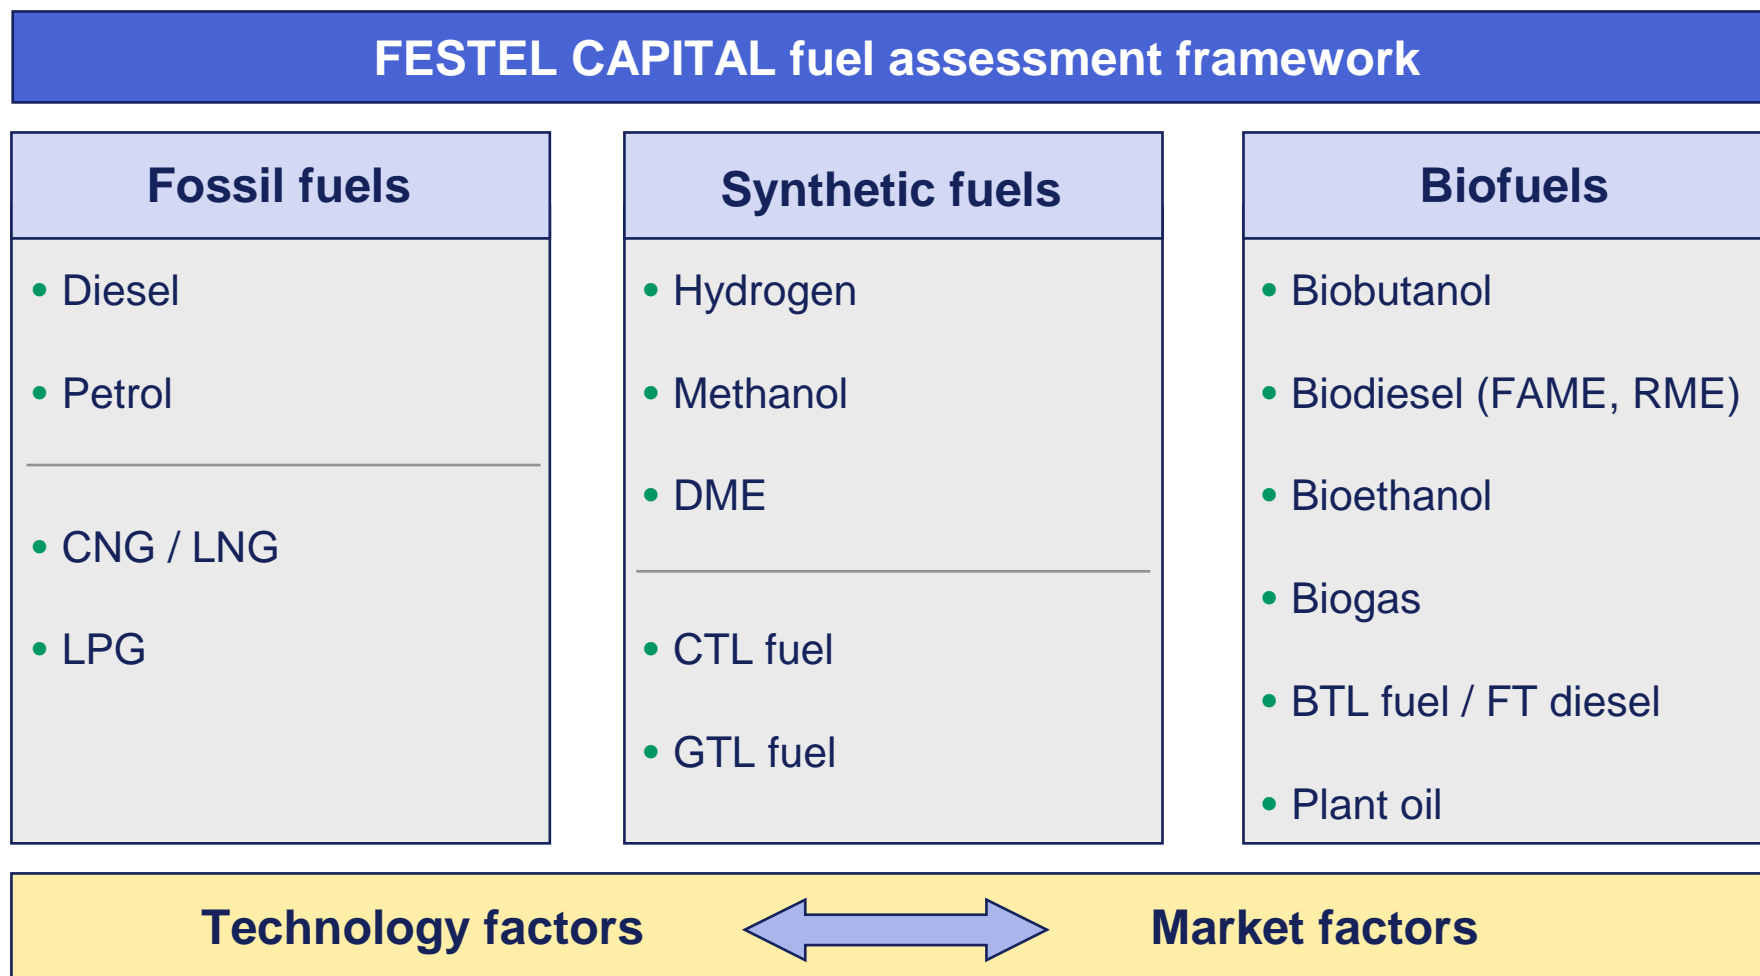 FESTEL CAPITAL fuel assessment framework
Fossil fuels
• Diesel
• Petrol
• CNG / LNG
• LPG
Synthetic fuels
• Hydrogen
• Methanol
• DME
• CTL fuel
• GTL fuel
Biofuels
• Biobutanol
• Biodiesel (FAME, RME)
• Bioethanol
• Biogas
• BTL fuel / FT diesel
• Plant oil
Technology factors
Market factors